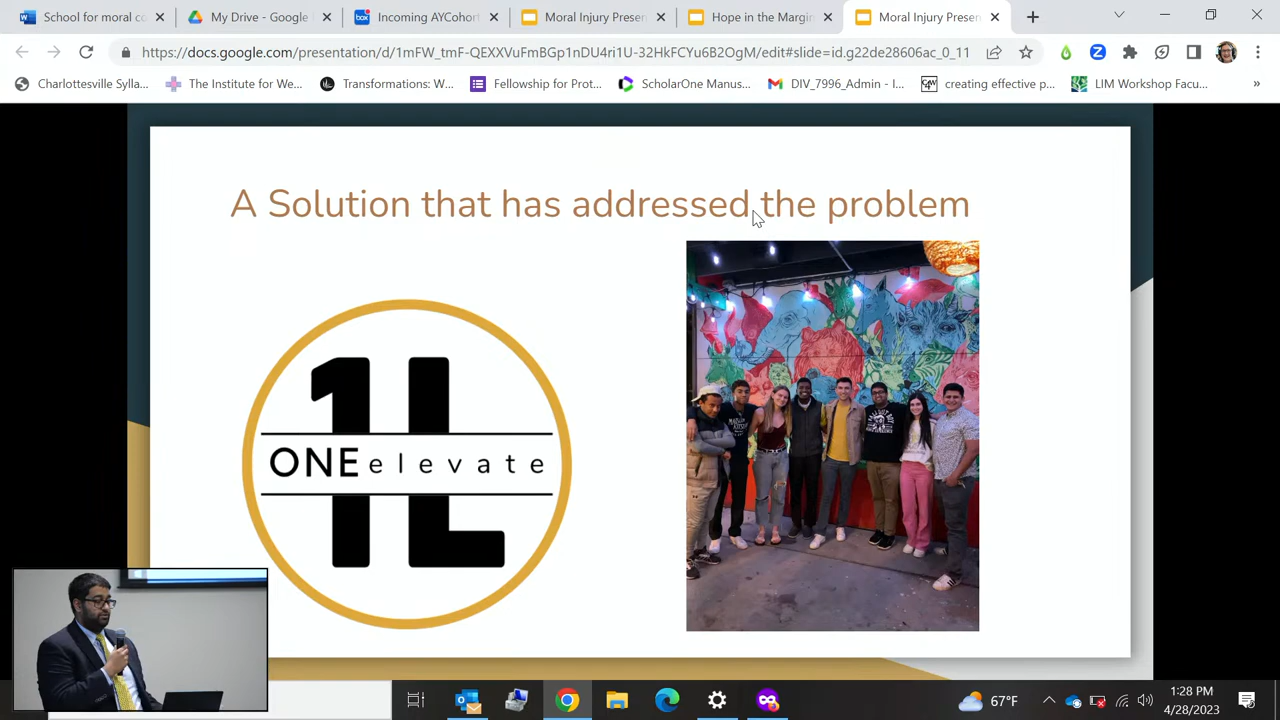 School for moral co
My Drive - Google
Incoming AYCohort
Moral Injury Presen
Hope in the Margin
Moral Injury Presen
https://docs.google.com/presentation/d/1mFW_tmF-QEXXVuFmBGp1nDU4ri1U-32HkFCYu6B2OgM/edit#slide=id.g22de28606ac_0_11
Charlottesville Sylla...
The Institute for We...
Transformations: W...
Fellowship for Prot...
ScholarOne Manus...
DIV_7996_Admin - I...
creating effective p...
LIM Workshop Facu...
A Solution that has addressed the problem
1L
ONE elevate
67°F
1:28 PM
4/28/2023